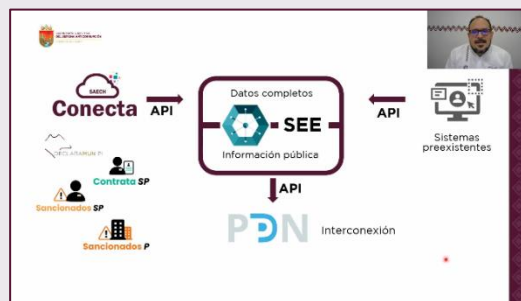 SAECH
Conecta
API
Datos completos
SEE
Información pública
API
Sistemas
preexistentes
DECLARAMUN P!
Contrata SP
Sancionados SP
Sancionados P
API
PDN
Interconexión